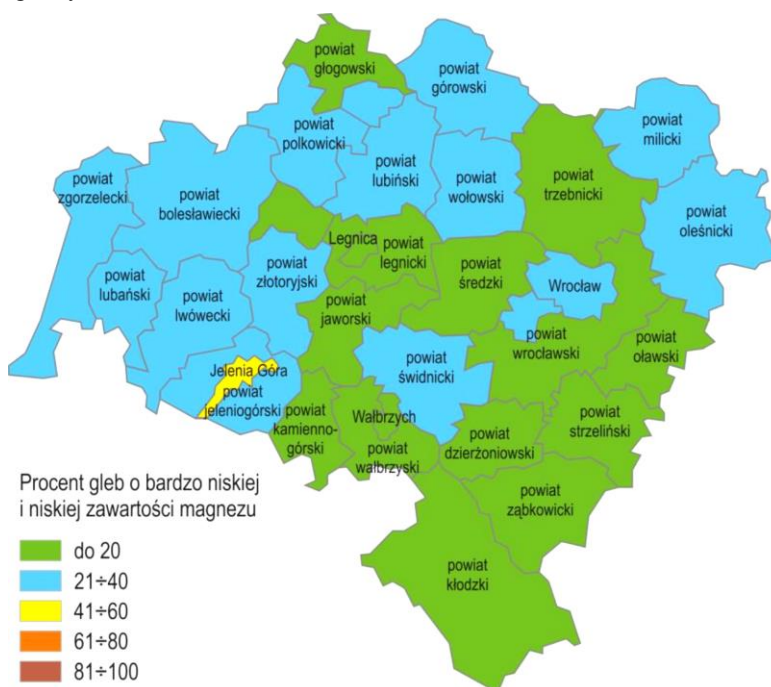 powiat
głogowski
powiat
górowski
powiat
polkowicki
powiat
lubiński
powiat
wołowski
powiat
milicki
powiat
trzebnicki
powiat
oleśnicki
powiat
zgorzelecki
powiat
bolesławiecki
Legnica
powiat
legnicki
powiat
złotoryjski
powiat
średzki
Wrocław
powiat
lubański
powiat
lwówecki
powiat
jaworski
powiat
wrocławski
powiat
oławski
powiat
świdnicki
Jelenia Góra
powiat
jeleniogórski
powiat
kamienno-
górski
Wałbrzych
powiat
wałbrzyski
powiat
dzierżoniowski
powiat
strzeliński
powiat
ząbkowicki
powiat
kłodzki
Procent gleb o bardzo niskiej
i niskiej zawartości magnezu
do 20
21÷40
41÷60
61÷80
81÷100